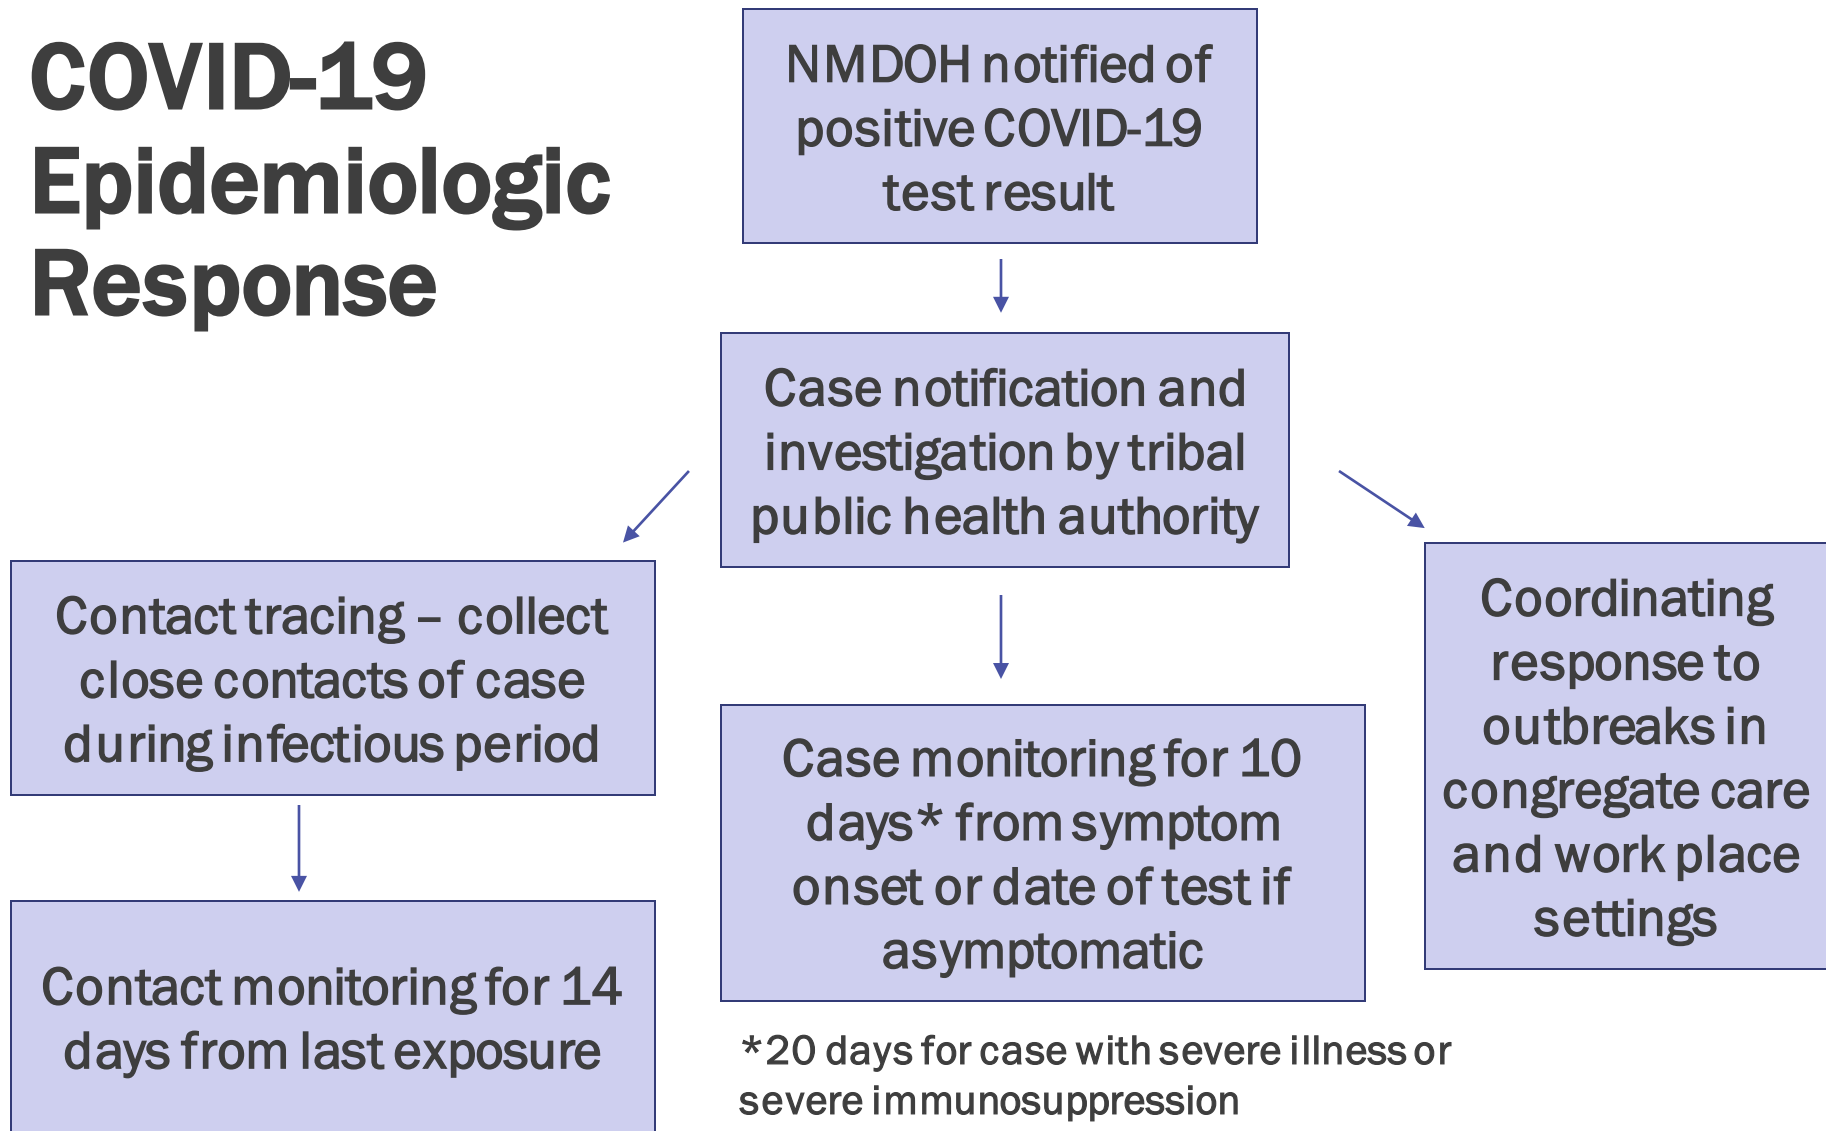 COVID-19
Epidemiologic
Response
NMDOH notified of
positive COVID-19
test result
Case notification and
investigation by tribal
public health authority
Contact tracing – collect
close contacts of case
during infectious period
Contact monitoring for 14
days from last exposure
Case monitoring for 10
days* from symptom
onset or date of test if
asymptomatic
*20 days for case with severe illness or
severe immunosuppression
Coordinating
response to
outbreaks in
congregate care
and work place
settings